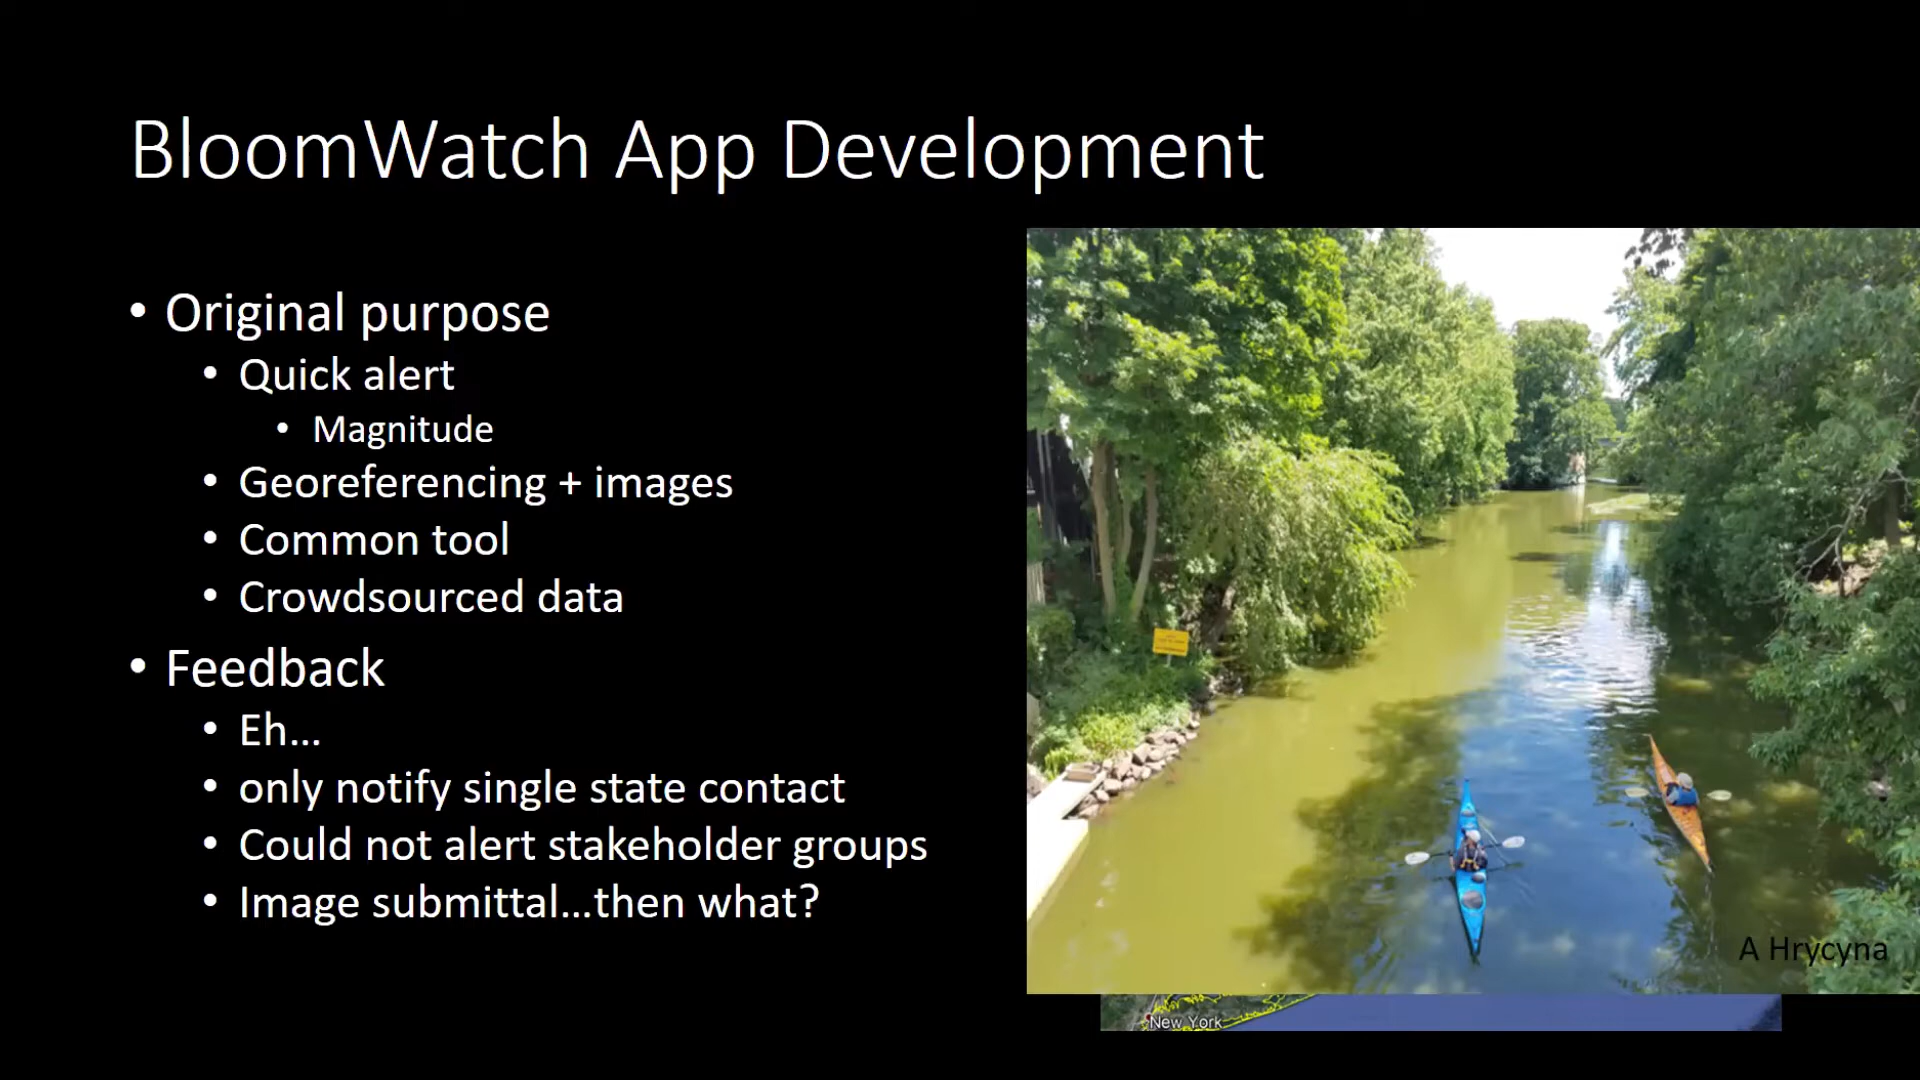 BloomWatch App Development
• Original purpose
• Quick alert
• Magnitude
• Georeferencing + images
• Common tool
• Crowdsourced data
• Feedback
• Eh...
• only notify single state contact
• Could not alert stakeholder groups
• Image submittal...then what?
A Hrycyna
New York